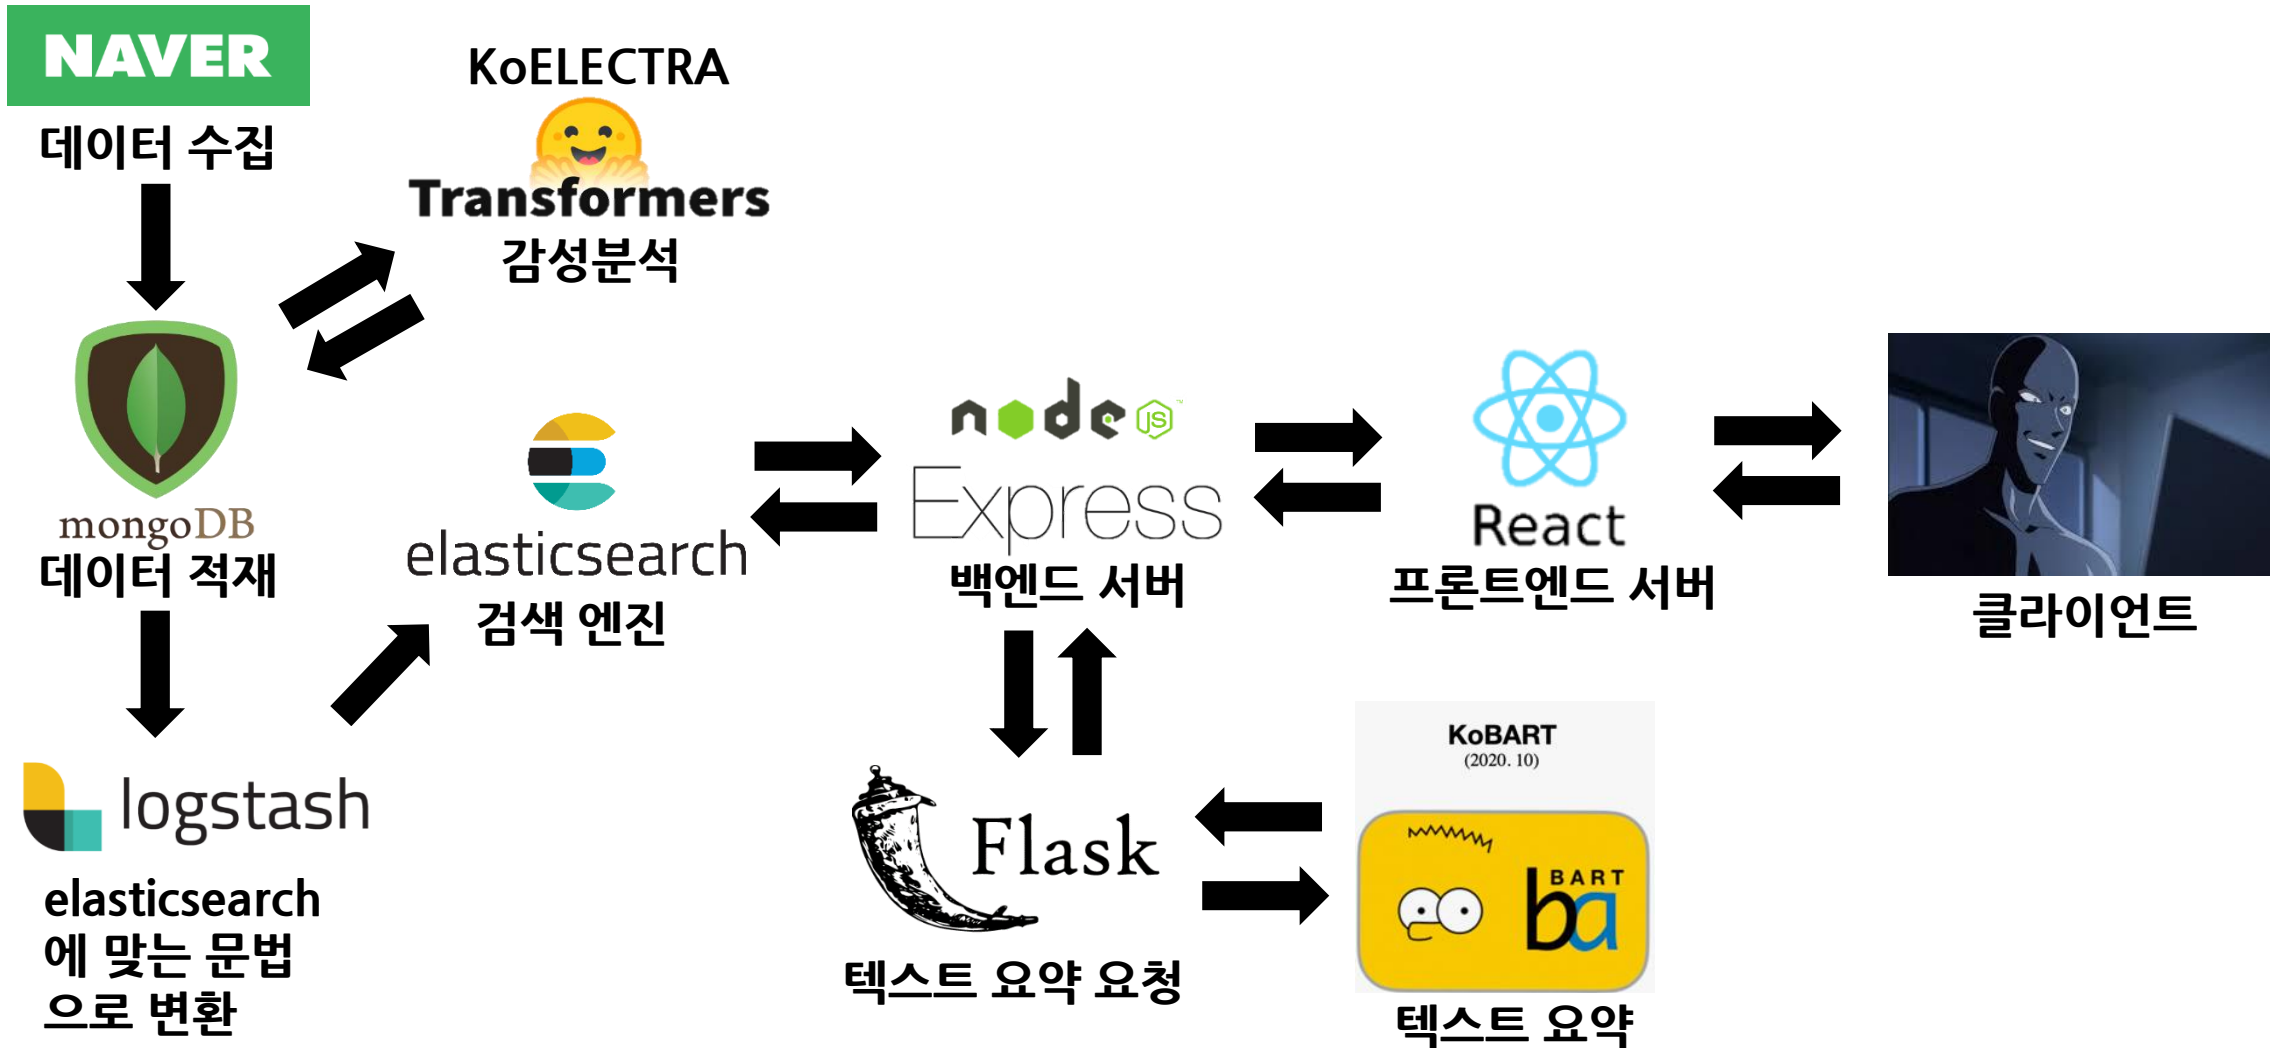 NAVER
데이터 수집
KoELECTRA
Transformers
감성분석
mongoDB
데이터 적재
elasticsearch
검색 엔진
node JS ™
Express
백엔드 서버
React
프론트엔드 서버
클라이언트
logstash
elasticsearch
에 맞는 문법
으로 변환
Flask
텍스트 요약 요청
KoBART
(2020. 10)
BART
ba
텍스트 요약